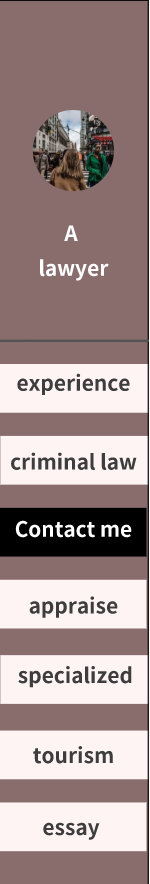 A
lawyer
experience
criminal law
Contact me
appraise
specialized
tourism
essay